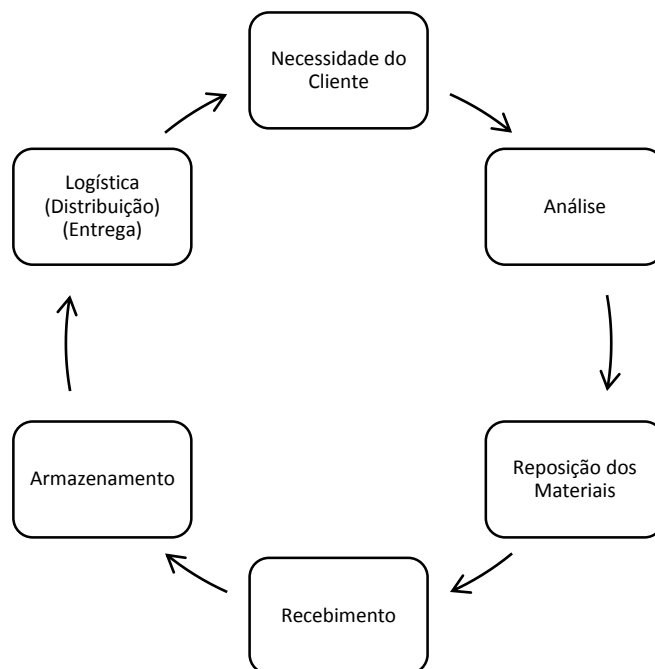 Necessidade do
Cliente
Análise
Reposição dos
Materiais
Recebimento
Armazenamento
Logística
(Distribuição)
(Entrega)